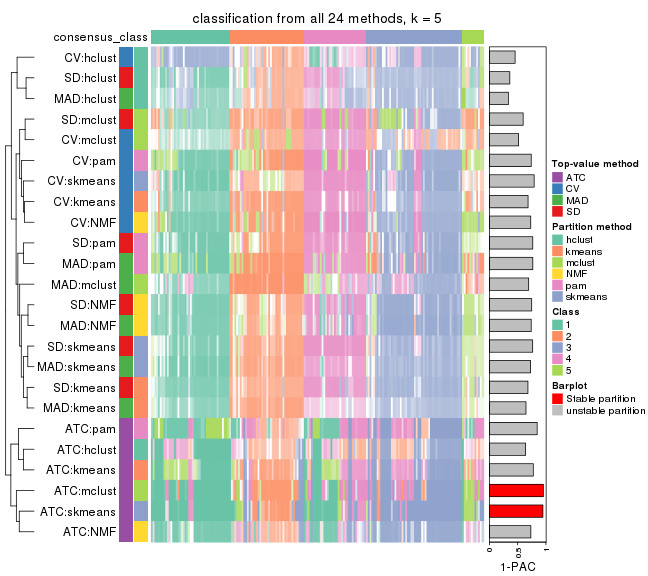 classification from all 24 methods, k = 5
consensus_class
CV:hclust
SD:hclust
MAD:hclust
SD:mclust
CV:mclust
CV:pam
CV:skmeans
CV:kmeans
CV:NMF
SD:pam
MAD:pam
MAD:mclust
SD:NMF
MAD:NMF
SD:skmeans
MAD:skmeans
SD:kmeans
MAD:kmeans
ATC:pam
ATC:hclust
ATC:kmeans
ATC:mclust
ATC:skmeans
ATC:NMF
0
0.5
1
1-PAC
Top-value method
ATC
CV
MAD
SD
Partition method
hclust
kmeans
mclust
NMF
pam
skmeans
Class
1
2
3
4
5
Barplot
Stable partition
unstable partition